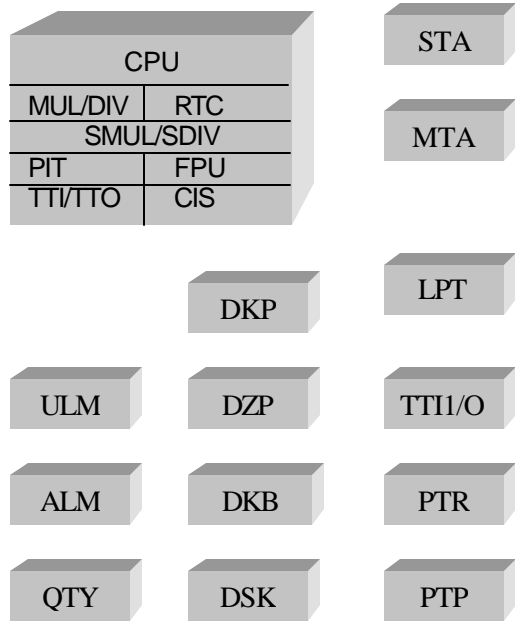 CPU
MUL/DIV RTC
SMUL/SDIV
PIT FPU
TTI/TTO CIS
STA
MTA
DKP
LPT
ULM
DZP
TTI1/O
ALM
DKB
PTR
QTY
DSK
PTP